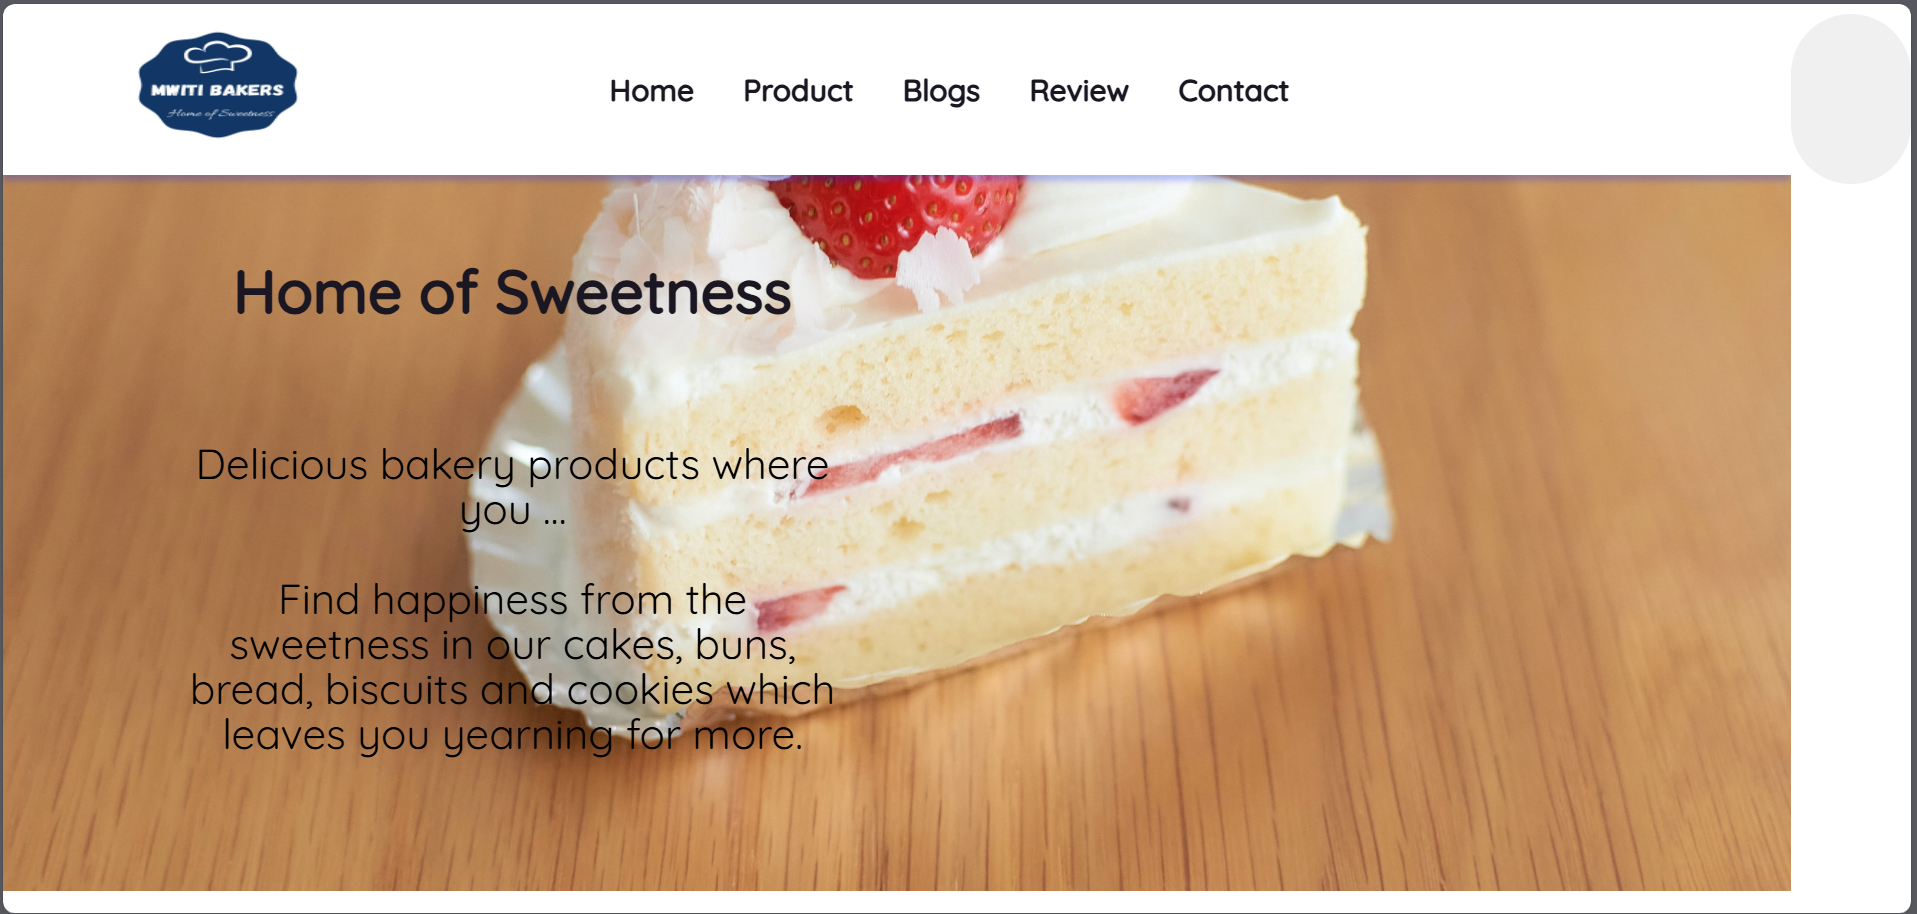 MWITI BAKERS
Home of Sweetness
Home Product Blogs Review Contact
Home of Sweetness
Delicious bakery products where
you ...
Find happiness from the
sweetness in our cakes, buns,
bread, biscuits and cookies which
leaves you yearning for more.